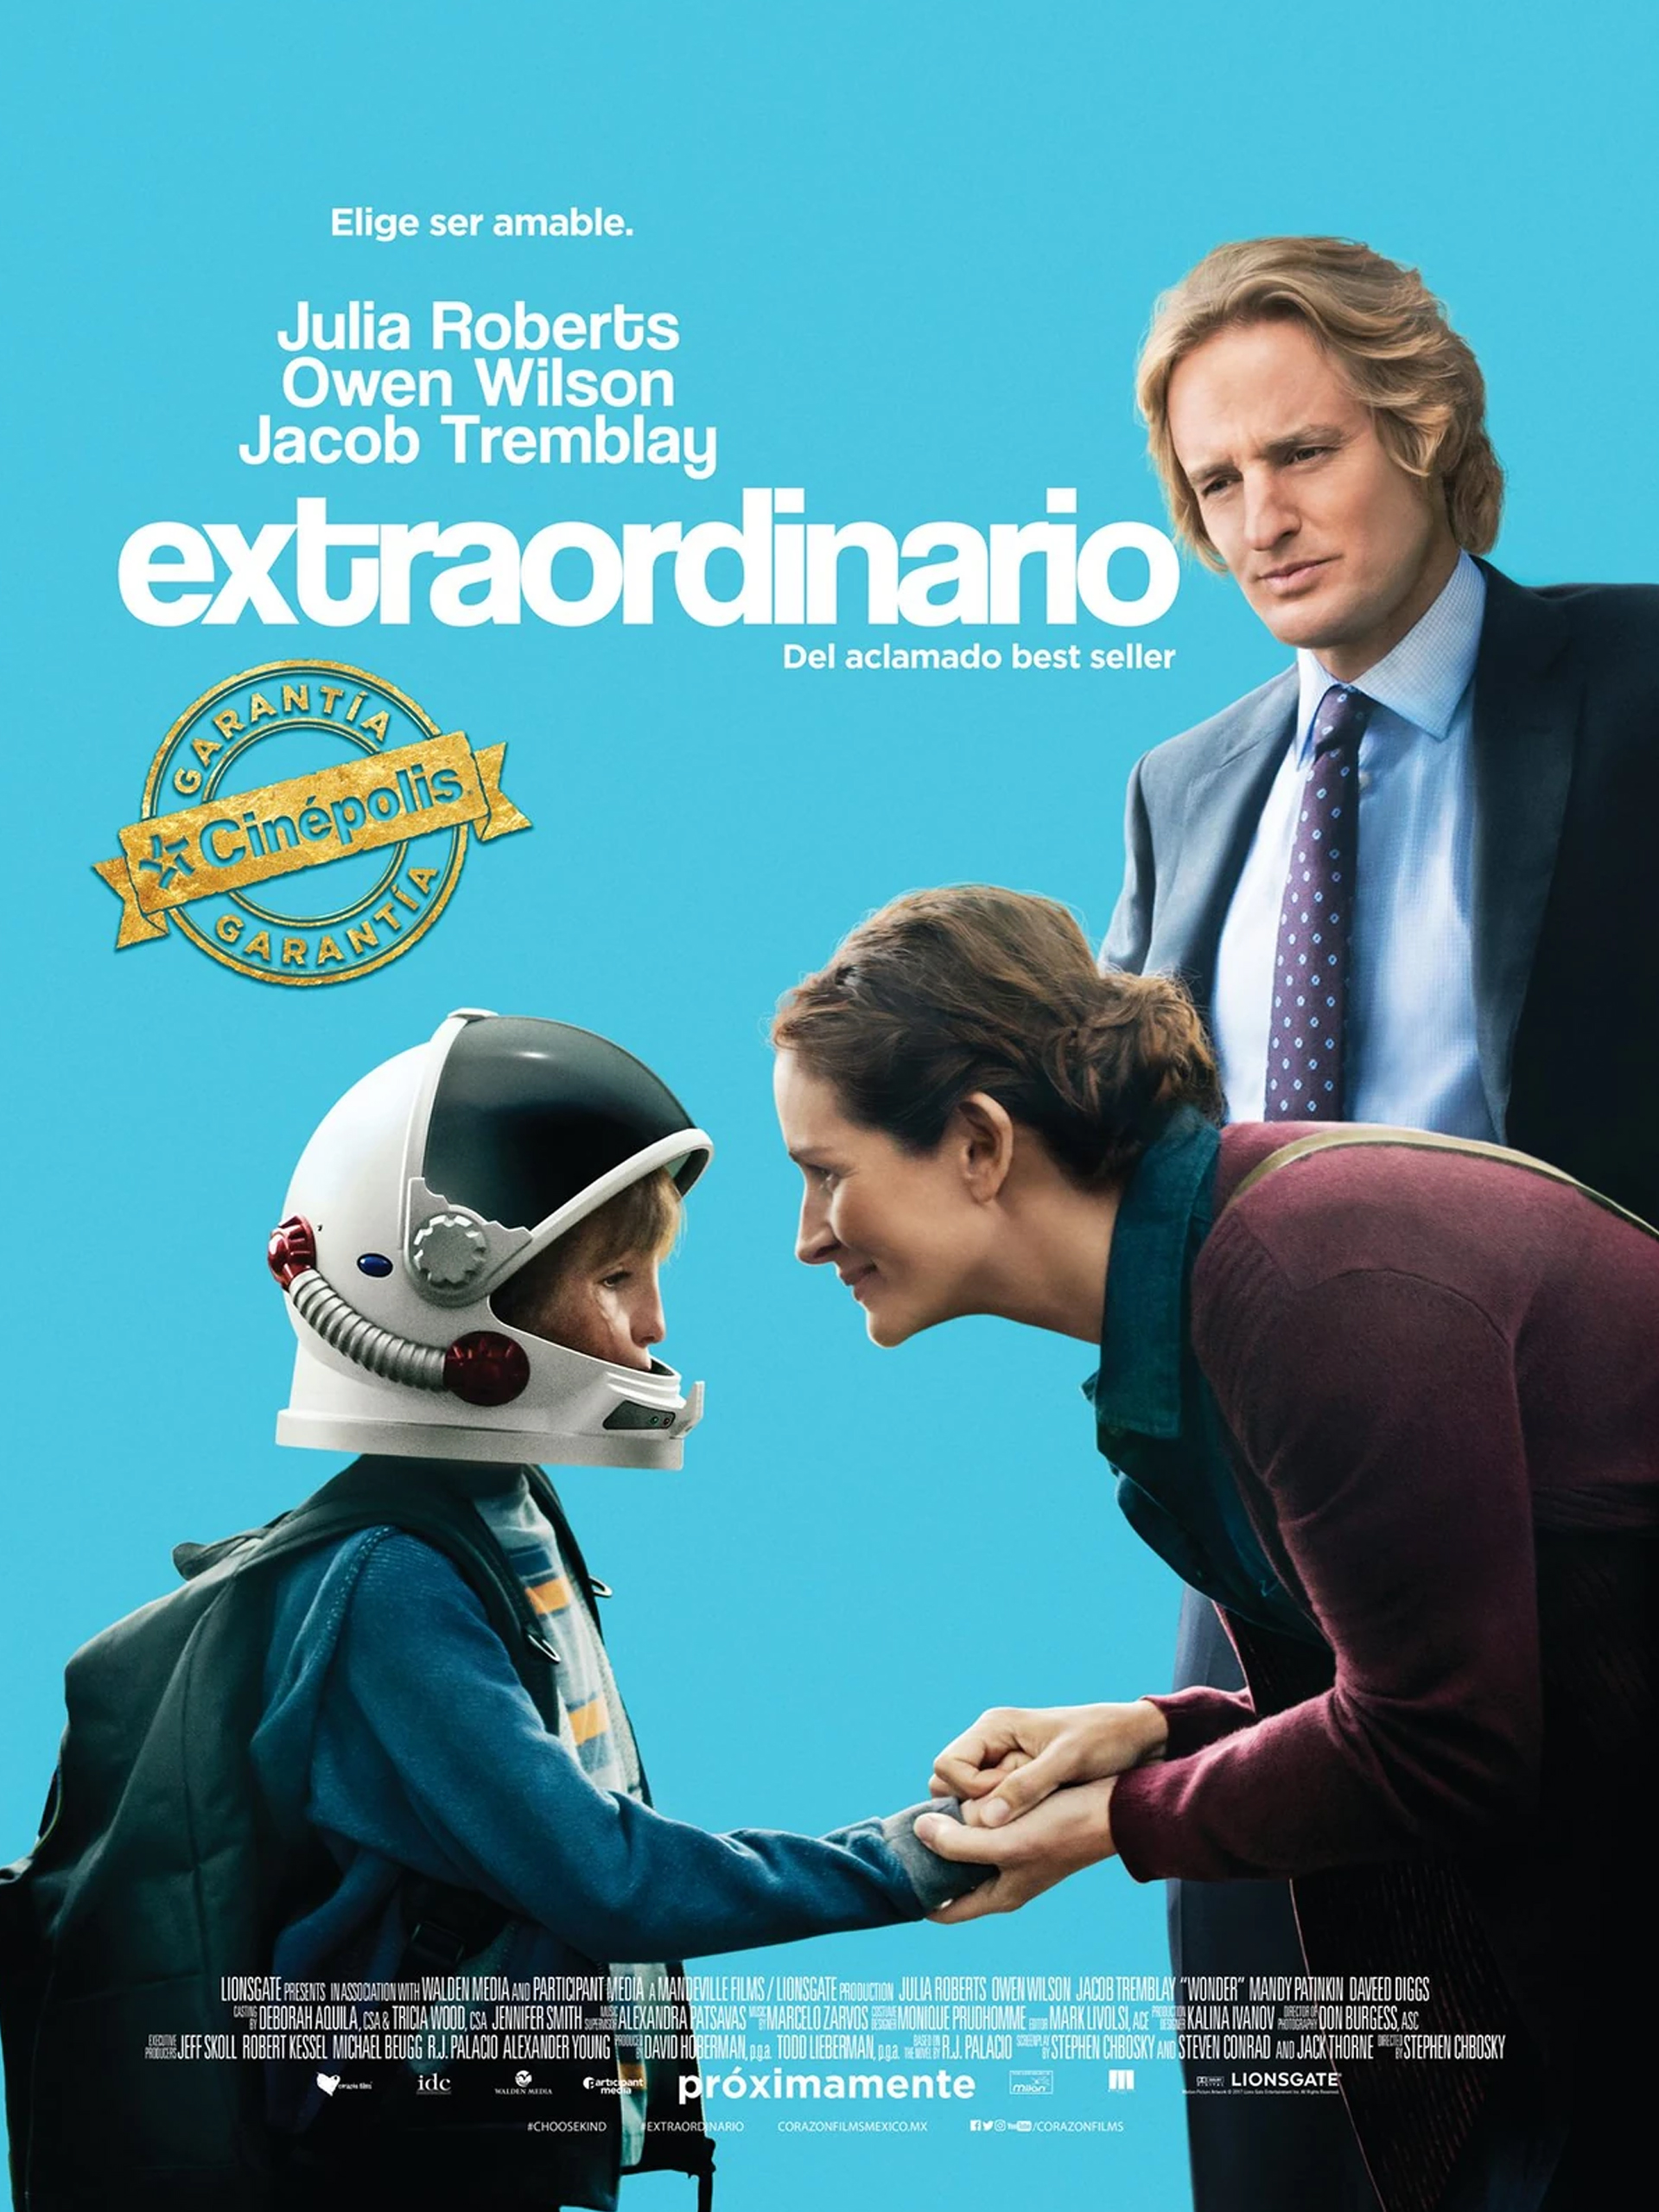 Elige ser amable.
Julia Roberts
Owen Wilson
Jacob Tremblay
extraordinario
Del aclamado best seller
GARANTÍA
Cinépolis
GARANTÍA
LIONSGATE PRESENTS IN ASSOCIATION WITH WALDEN MEDIA AND PARTICIPANT MEDIA A MANDEVILLE FILMS / LIONSGATE PRODUCTION JULIA ROBERTS OWEN WILSON JACOB TREMBLAY "WONDER" MANDY PATINKIN DAVEED DIGGS
CASTING BY DEBORAH AQUILA, CSA & TRICIA WOOD, CSA JENNIFER SMITH MUSIC SUPERVISOR ALEXANDRA PATSAVAS MUSIC BY MARCELO ZARVOS COSTUME DESIGNER MONIQUE PRUDHOMME EDITOR MARK LIVOLSI, ACE PRODUCTION DESIGNER KALINA IVANOV DIRECTOR OF PHOTOGRAPHY DON BURGESS, ASC
EXECUTIVE PRODUCERS JEFF SKOLL ROBERT KESSEL MICHAEL BEUGG R.J. PALACIO ALEXANDER YOUNG PRODUCED BY DAVID HOBERMAN, p.g.a. TODD LIEBERMAN, p.g.a. BASED ON THE NOVEL BY R.J. PALACIO SCREENPLAY BY STEPHEN CHBOSKY AND STEVEN CONRAD AND JACK THORNE DIRECTED BY STEPHEN CHBOSKY
corazón films idc WALDEN MEDIA participant media próximamente milán LIONSGATE
#CHOOSEKIND #EXTRAORDINARIO CORAZONFILMSMEXICO.MX YouTube /CORAZONFILMS